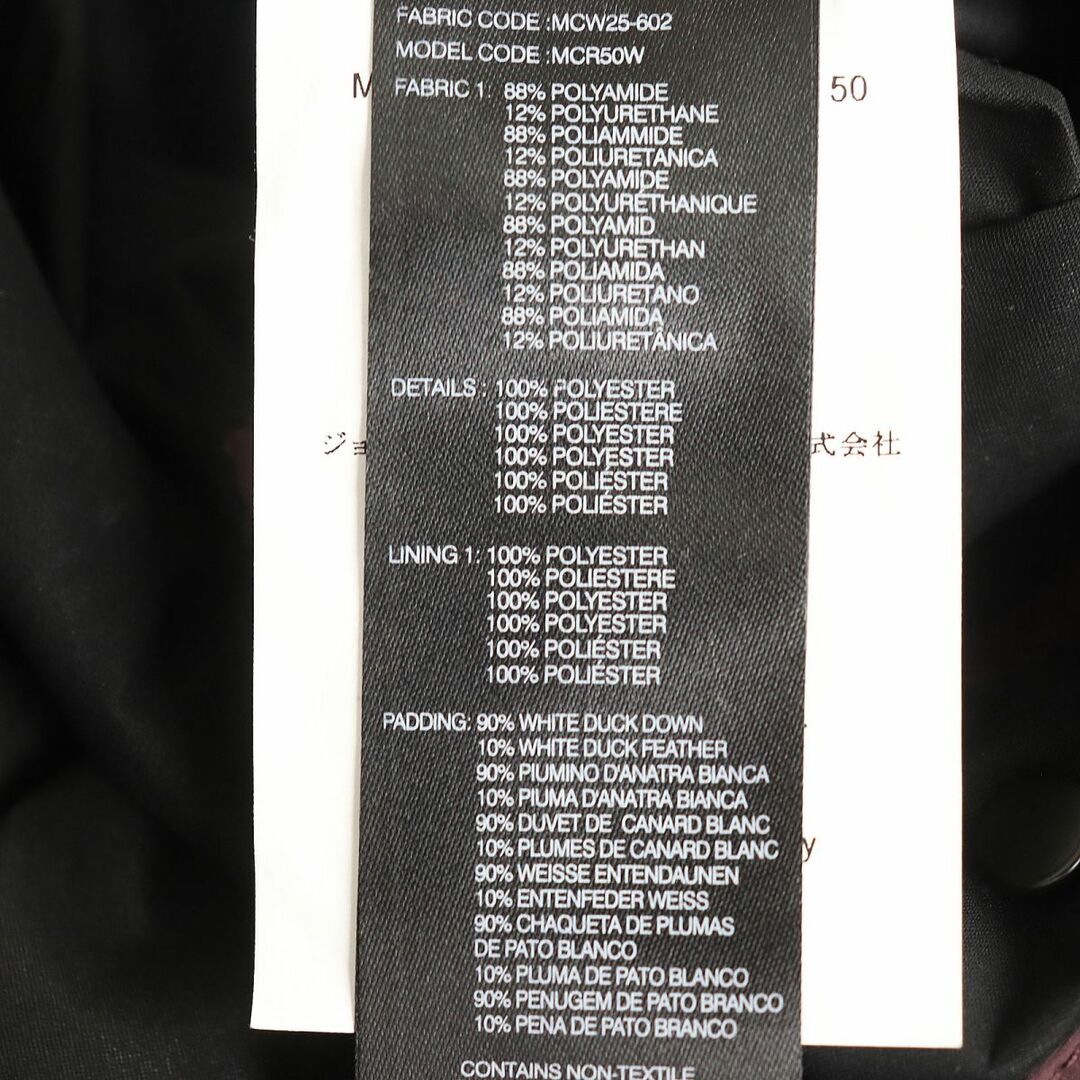 FABRIC CODE :MCW25-602
MODEL CODE :MCR50W
M 50
FABRIC 1: 88% POLYAMIDE
12% POLYURETHANE
88% POLIAMMIDE
12% POLIURETANICA
88% POLYAMIDE
12% POLYURÉTHANIQUE
88% POLYAMID
12% POLYURETHAN
88% POLIAMIDA
12% POLIURETANO
88% POLIAMIDA
12% POLIURETÂNICA
DETAILS : 100% POLYESTER
100% POLIESTERE
100% POLYESTER
100% POLYESTER
100% POLIÉSTER
100% POLIÉSTER
ジョ 式会社
LINING 1: 100% POLYESTER
100% POLIESTERE
100% POLYESTER
100% POLYESTER
100% POLIÉSTER
100% POLIÉSTER
PADDING: 90% WHITE DUCK DOWN
10% WHITE DUCK FEATHER
90% PIUMINO D'ANATRA BIANCA
10% PIUMA D'ANATRA BIANCA
90% DUVET DE CANARD BLANC
10% PLUMES DE CANARD BLANC
y
90% WEISSE ENTENDAUNEN
10% ENTENFEDER WEISS
90% CHAQUETA DE PLUMAS
DE PATO BLANCO
10% PLUMA DE PATO BLANCO
90% PENUGEM DE PATO BRANCO
10% PENA DE PATO BRANCO
CONTAINS NON-TEXTILE